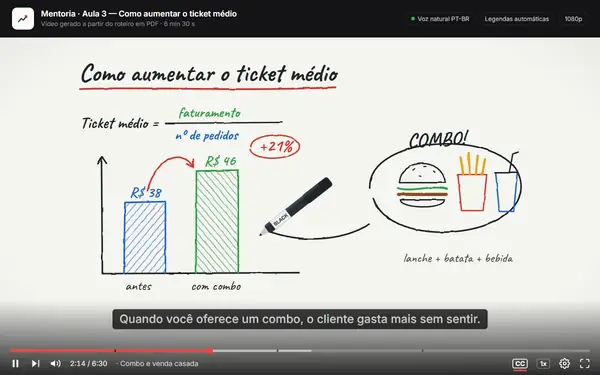 Mentoria · Aula 3 — Como aumentar o ticket médio
Vídeo gerado a partir do roteiro em PDF · 6 min 30 s
Voz natural PT-BR
Legendas automáticas
1080p
Como aumentar o ticket médio
Ticket médio =
faturamento
nº de pedidos
+21%
R$ 38
R$ 46
antes
com combo
BLACK
COMBO!
lanche + batata + bebida
Quando você oferece um combo, o cliente gasta mais sem sentir.
2:14 / 6:30 · Combo e venda casada
CC
1x